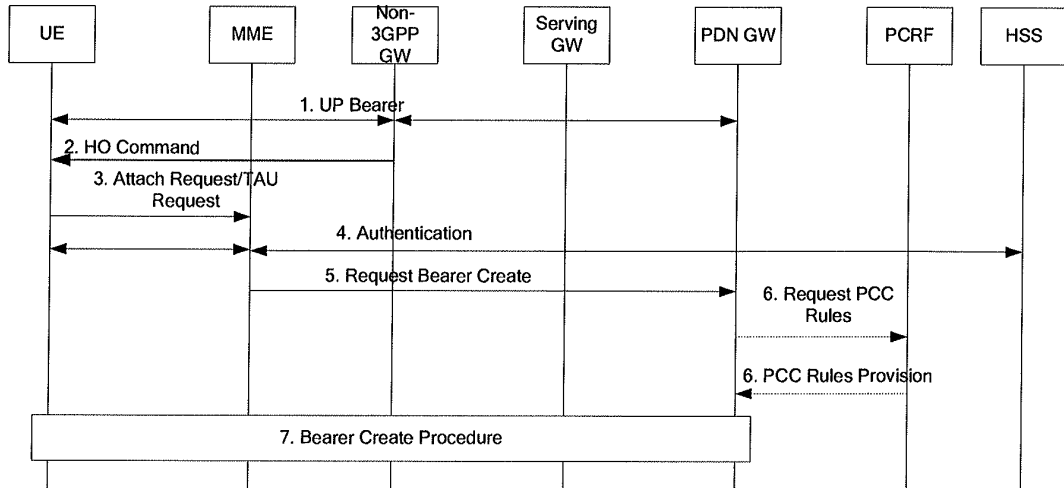 UE
MME
Non-
3GPP
GW
Serving
GW
PDN GW
PCRF
HSS
1. UP Bearer
2. HO Command
3. Attach Request/TAU
Request
4. Authentication
5. Request Bearer Create
6. Request PCC
Rules
6. PCC Rules Provision
7. Bearer Create Procedure